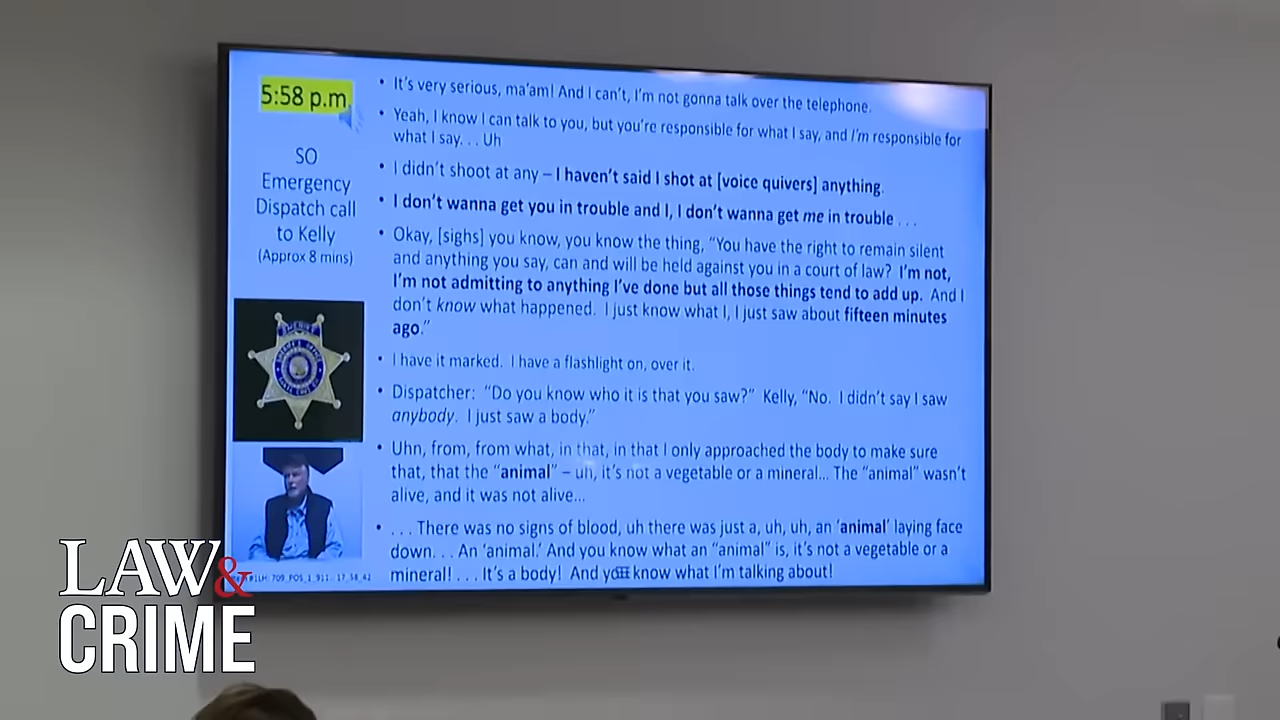 5:58 p.m.
SO
Emergency
Dispatch call
to Kelly
(Approx 8 mins)
• It's very serious, ma'am! And I can't, I'm not gonna talk over the telephone.
• Yeah, I know I can talk to you, but you're responsible for what I say, and I'm responsible for
what I say. . . Uh
• I didn't shoot at any – I haven't said I shot at [voice quivers] anything.
• I don't wanna get you in trouble and I, I don't wanna get me in trouble . . .
• Okay, [sighs] you know, you know the thing, "You have the right to remain silent
and anything you say, can and will be held against you in a court of law? I'm not,
I'm not admitting to anything I've done but all those things tend to add up. And I
don't know what happened. I just know what I, I just saw about fifteen minutes
ago."
• I have it marked. I have a flashlight on, over it.
• Dispatcher: "Do you know who it is that you saw?" Kelly, "No. I didn't say I saw
anybody. I just saw a body."
• Uhn, from, from what, in that, in that I only approached the body to make sure
that, that the "animal" – uh, it's not a vegetable or a mineral... The "animal" wasn't
alive, and it was not alive...
• . . . There was no signs of blood, uh there was just a, uh, uh, an 'animal' laying face
down. . . An 'animal.' And you know what an "animal" is, it's not a vegetable or a
mineral! . . . It's a body! And you know what I'm talking about!
SHERIFF
LAW&
CRIME